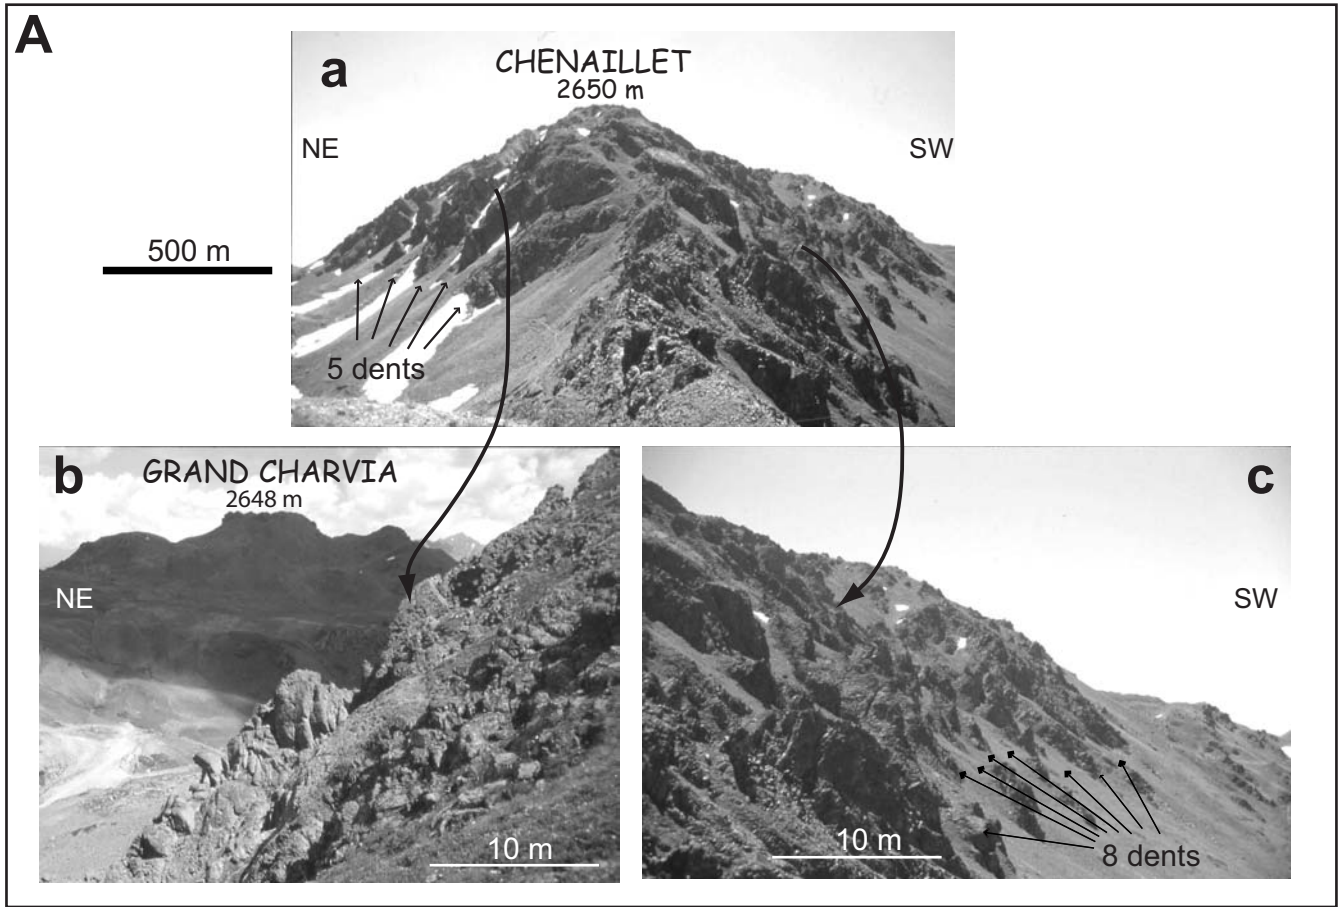 A
a
CHENAILLET
2650 m
NE
SW
500 m
5 dents
b
GRAND CHARVIA
2648 m
NE
10 m
c
SW
10 m
8 dents